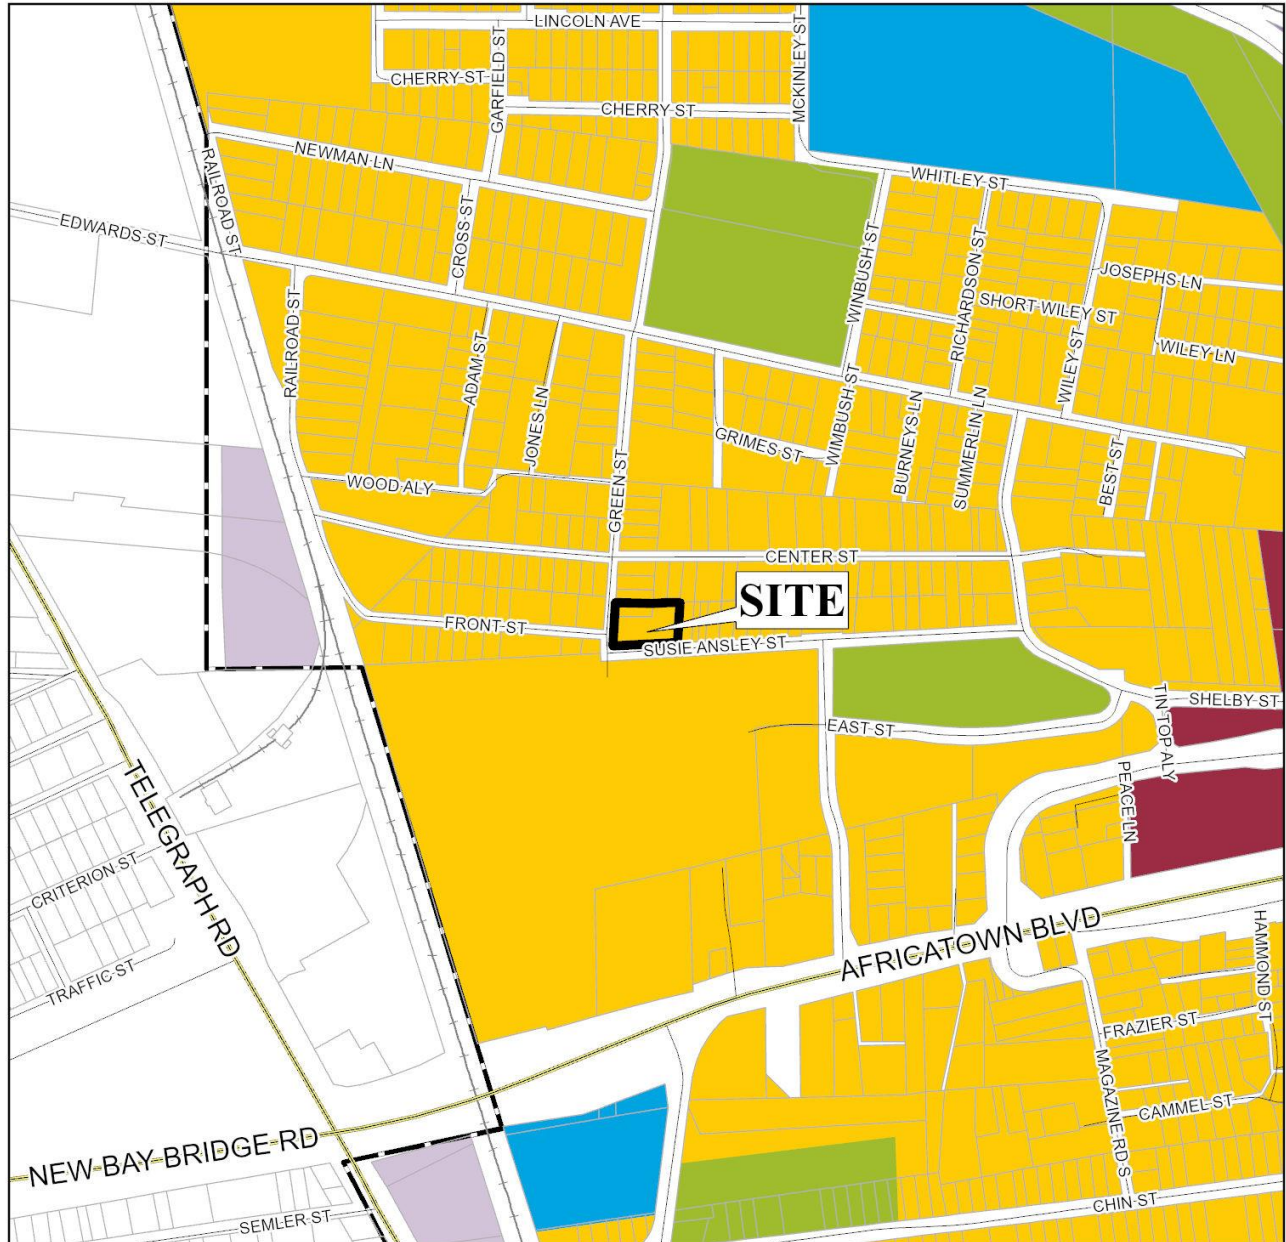 LINCOLN AVE
GARFIELD ST
MCKINLEY ST
CHERRY ST
CHERRY ST
NEWMAN LN
RAILROAD ST
WHITLEY ST
EDWARDS ST
CROSS ST
WINBUSH ST
RICHARDSON ST
JOSEPHS LN
SHORT WILEY ST
WILEY LN
WILEY ST
RAILROAD ST
ADAM ST
JONES LN
GRIMES ST
WIMBUSH ST
BURNEYS LN
SUMMERLIN LN
BEST ST
WOOD ALY
GREEN ST
CENTER ST
SITE
FRONT ST
SUSIE ANSLEY ST
SHELBY ST
TIN TOP ALY
EAST ST
PEACE LN
TELEGRAPH RD
CRITERION ST
TRAFFIC ST
AFRICATOWN BLVD
HAMMOND ST
FRAZIER ST
MAGAZINE RD S
CAMMEL ST
NEW BAY BRIDGE RD
CHIN ST
SEMLER ST